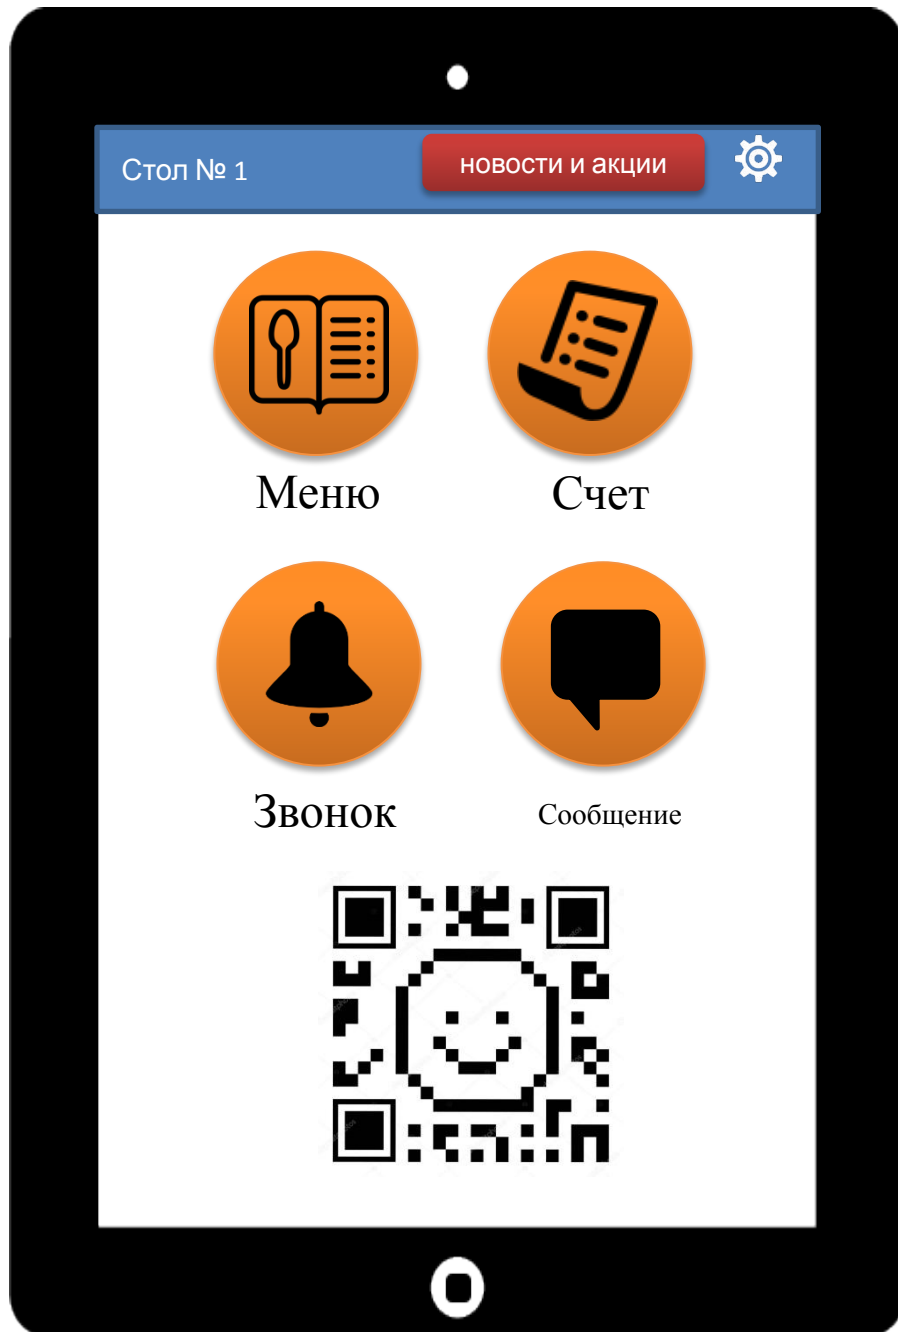 Стол № 1
новости и акции
Меню
Счет
Звонок
Сообщение